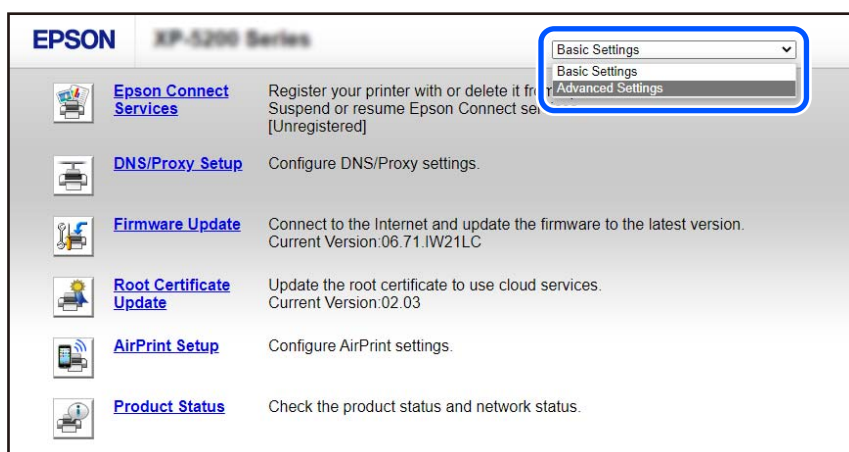 EPSON XP-5200 Series
Basic Settings
Basic Settings
Advanced Settings
Epson Connect Services
Register your printer with or delete it
Suspend or resume Epson Connect
[Unregistered]
DNS/Proxy Setup
Configure DNS/Proxy settings.
Firmware Update
Connect to the Internet and update the firmware to the latest version.
Current Version:06.71.IW21LC
Root Certificate
Update
Update the root certificate to use cloud services.
Current Version:02.03
AirPrint Setup
Configure AirPrint settings.
Product Status
Check the product status and network status.